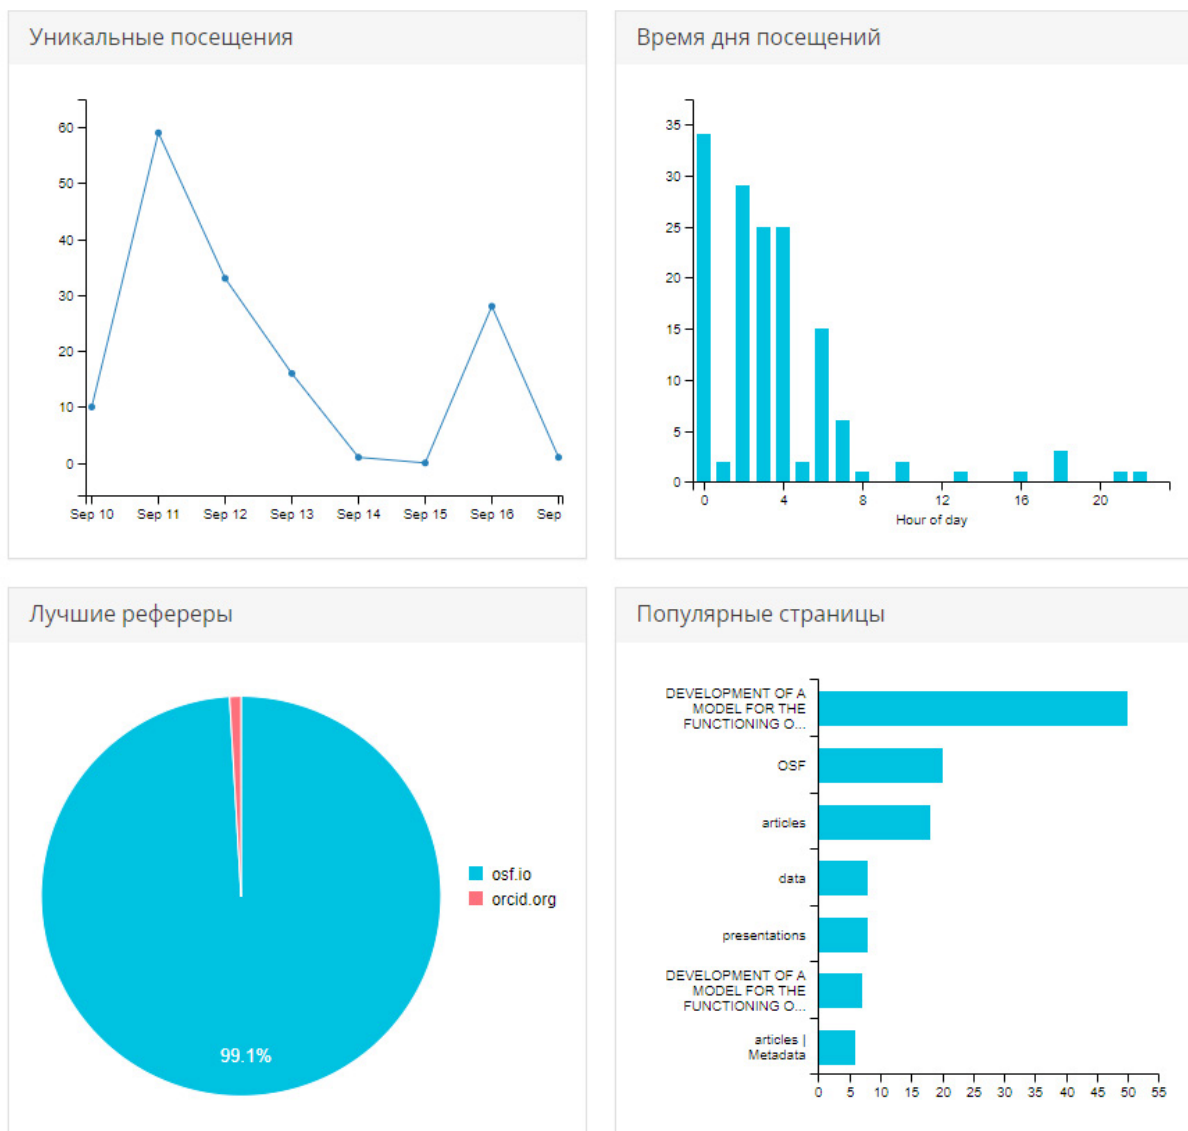 Уникальные посещения
60
50
40
30
20
10
0
Sep 10 Sep 11 Sep 12 Sep 13 Sep 14 Sep 15 Sep 16 Sep
Время дня посещений
35
30
25
20
15
10
5
0
0 4 8 12 16 20
Hour of day
Лучшие рефереры
99.1%
osf.io
orcid.org
Популярные страницы
DEVELOPMENT OF A
MODEL FOR THE
FUNCTIONING O...
OSF
articles
data
presentations
DEVELOPMENT OF A
MODEL FOR THE
FUNCTIONING O...
articles |
Metadata
0 5 10 15 20 25 30 35 40 45 50 55